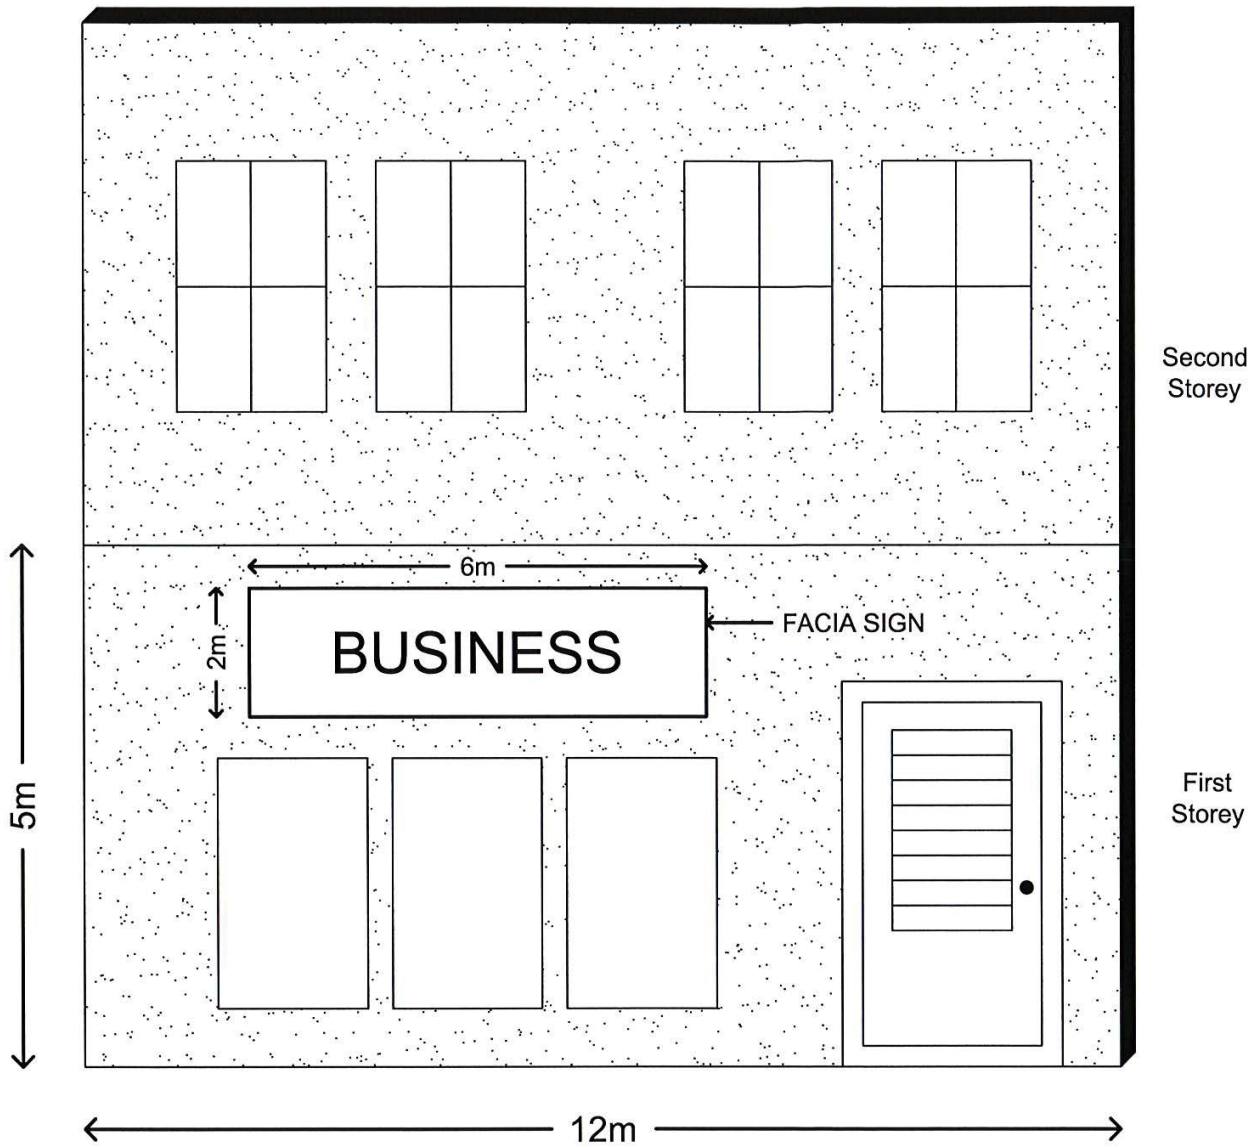 Second
Storey
6m
2m
BUSINESS
FACIA SIGN
5m
First
Storey
12m